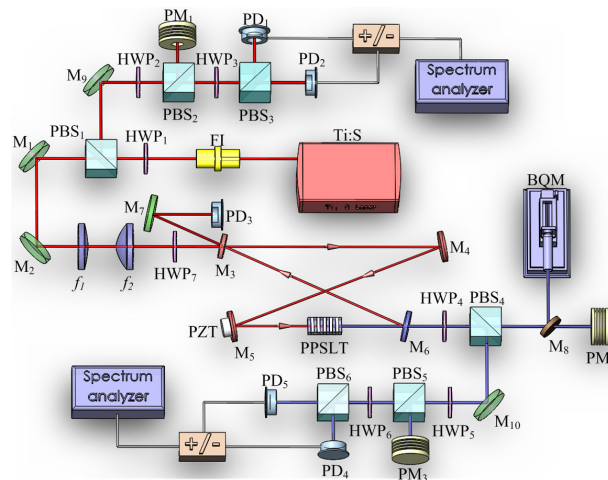 PM₁
PD₁
HWP₂
HWP₃
PD₂
+/-
M₉
Spectrum
analyzer
PBS₂
PBS₃
PBS₁
M₁
HWP₁
FI
Ti:S
M₇
PD₃
BQM
M₂
M₃
M₄
f₁
f₂
HWP₇
HWP₄
PBS₄
PZT
M₅
PPSLT
M₆
M₈
PM
Spectrum
analyzer
PD₅
PBS₆
PBS₅
M₁₀
+/-
HWP₆
HWP₅
PD₄
PM₃